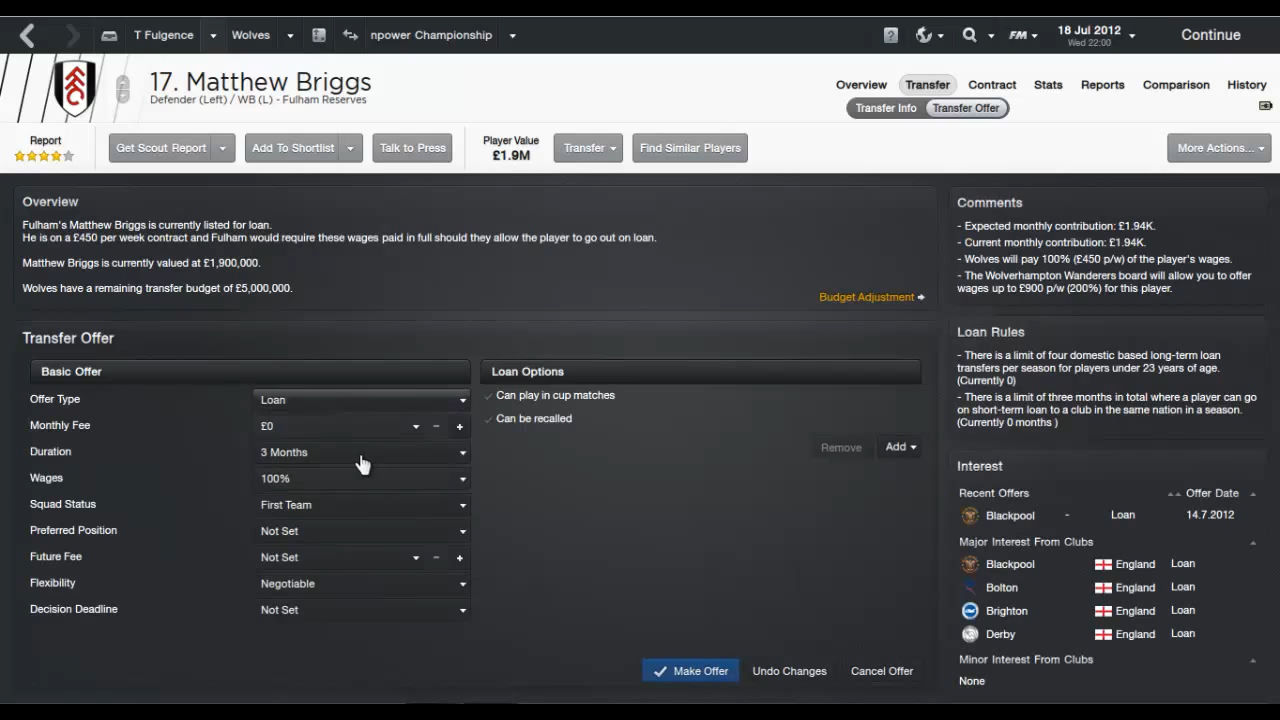 T Fulgence
Wolves
npower Championship
?
FM
18 Jul 2012
Wed 22:00
Continue
17. Matthew Briggs
Defender (Left) / WB (L) - Fulham Reserves
Overview
Transfer
Contract
Stats
Reports
Comparison
History
Transfer Info
Transfer Offer
Report
Get Scout Report
Add To Shortlist
Talk to Press
Player Value
£1.9M
Transfer
Find Similar Players
More Actions...
Overview
Fulham's Matthew Briggs is currently listed for loan.
He is on a £450 per week contract and Fulham would require these wages paid in full should they allow the player to go out on loan.
Matthew Briggs is currently valued at £1,900,000.
Wolves have a remaining transfer budget of £5,000,000.
Budget Adjustment
Comments
- Expected monthly contribution: £1.94K.
- Current monthly contribution: £1.94K.
- Wolves will pay 100% (£450 p/w) of the player's wages.
- The Wolverhampton Wanderers board will allow you to offer
wages up to £900 p/w (200%) for this player.
Transfer Offer
Basic Offer
Offer Type Loan
Monthly Fee £0 - +
Duration 3 Months
Wages 100%
Squad Status First Team
Preferred Position Not Set
Future Fee Not Set - +
Flexibility Negotiable
Decision Deadline Not Set
Loan Options
Can play in cup matches
Can be recalled
Remove
Add
Make Offer
Undo Changes
Cancel Offer
Loan Rules
- There is a limit of four domestic based long-term loan
transfers per season for players under 23 years of age.
(Currently 0)
- There is a limit of three months in total where a player can go
on short-term loan to a club in the same nation in a season.
(Currently 0 months )
Interest
Recent Offers Offer Date
Blackpool - Loan 14.7.2012
Major Interest From Clubs
Blackpool England Loan
Bolton England Loan
Brighton England Loan
Derby England Loan
Minor Interest From Clubs
None